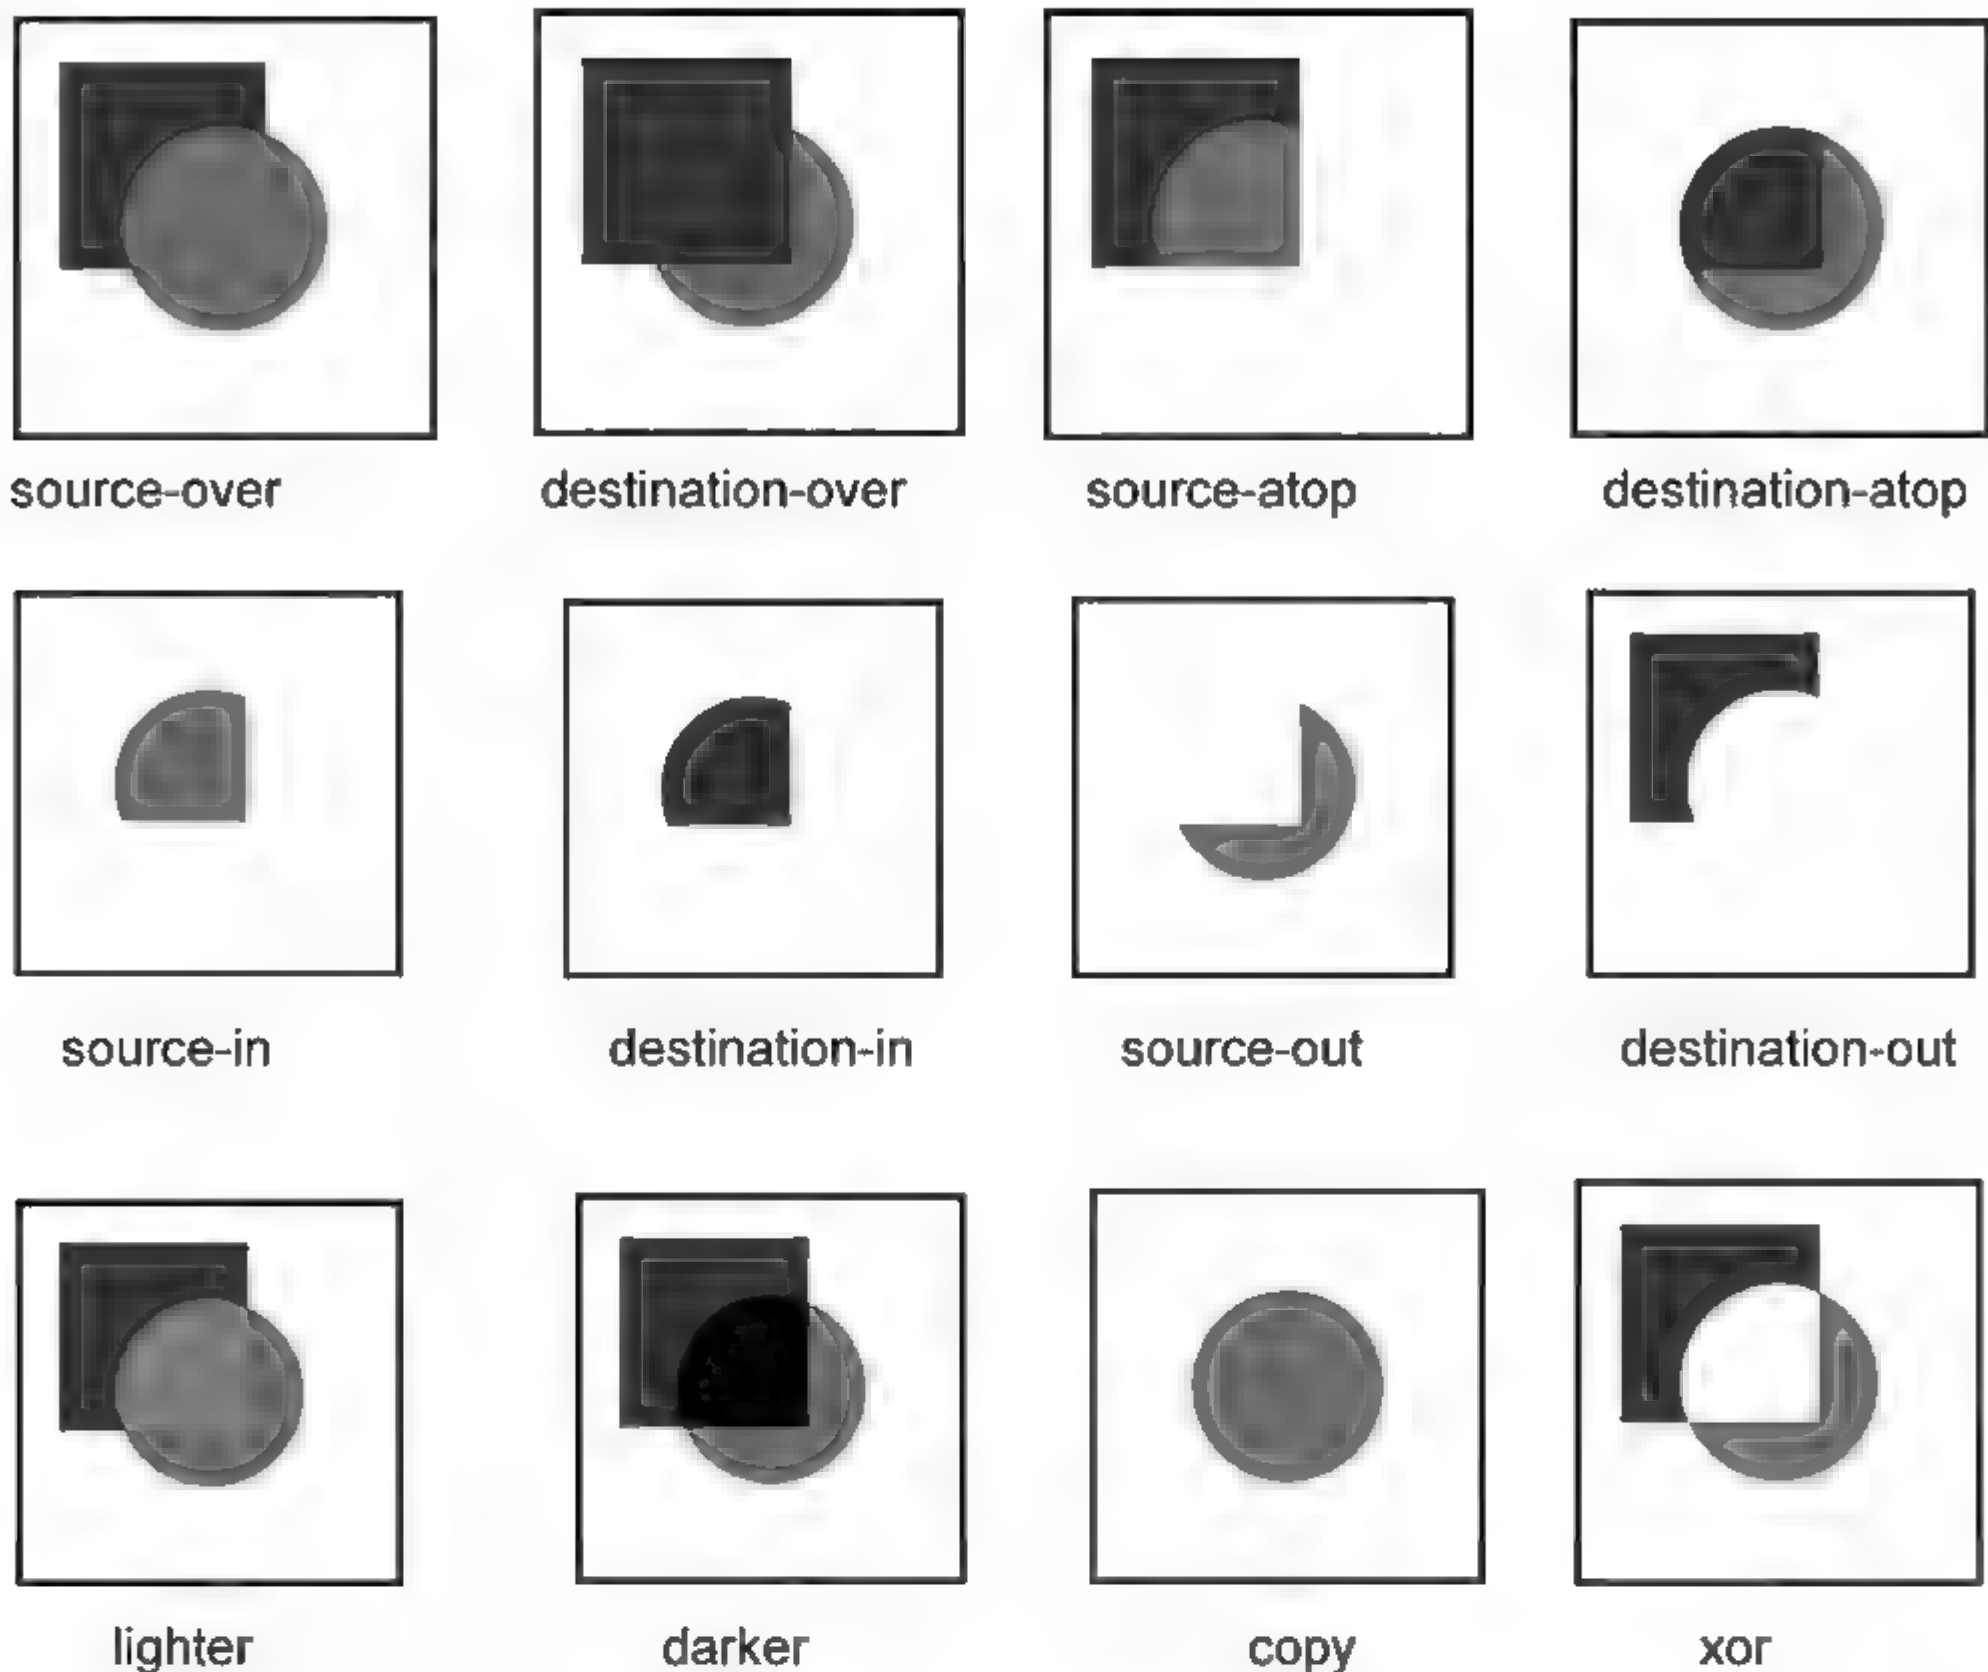 source-over
destination-over
source-atop
destination-atop
source-in
destination-in
source-out
destination-out
lighter
darker
copy
xor